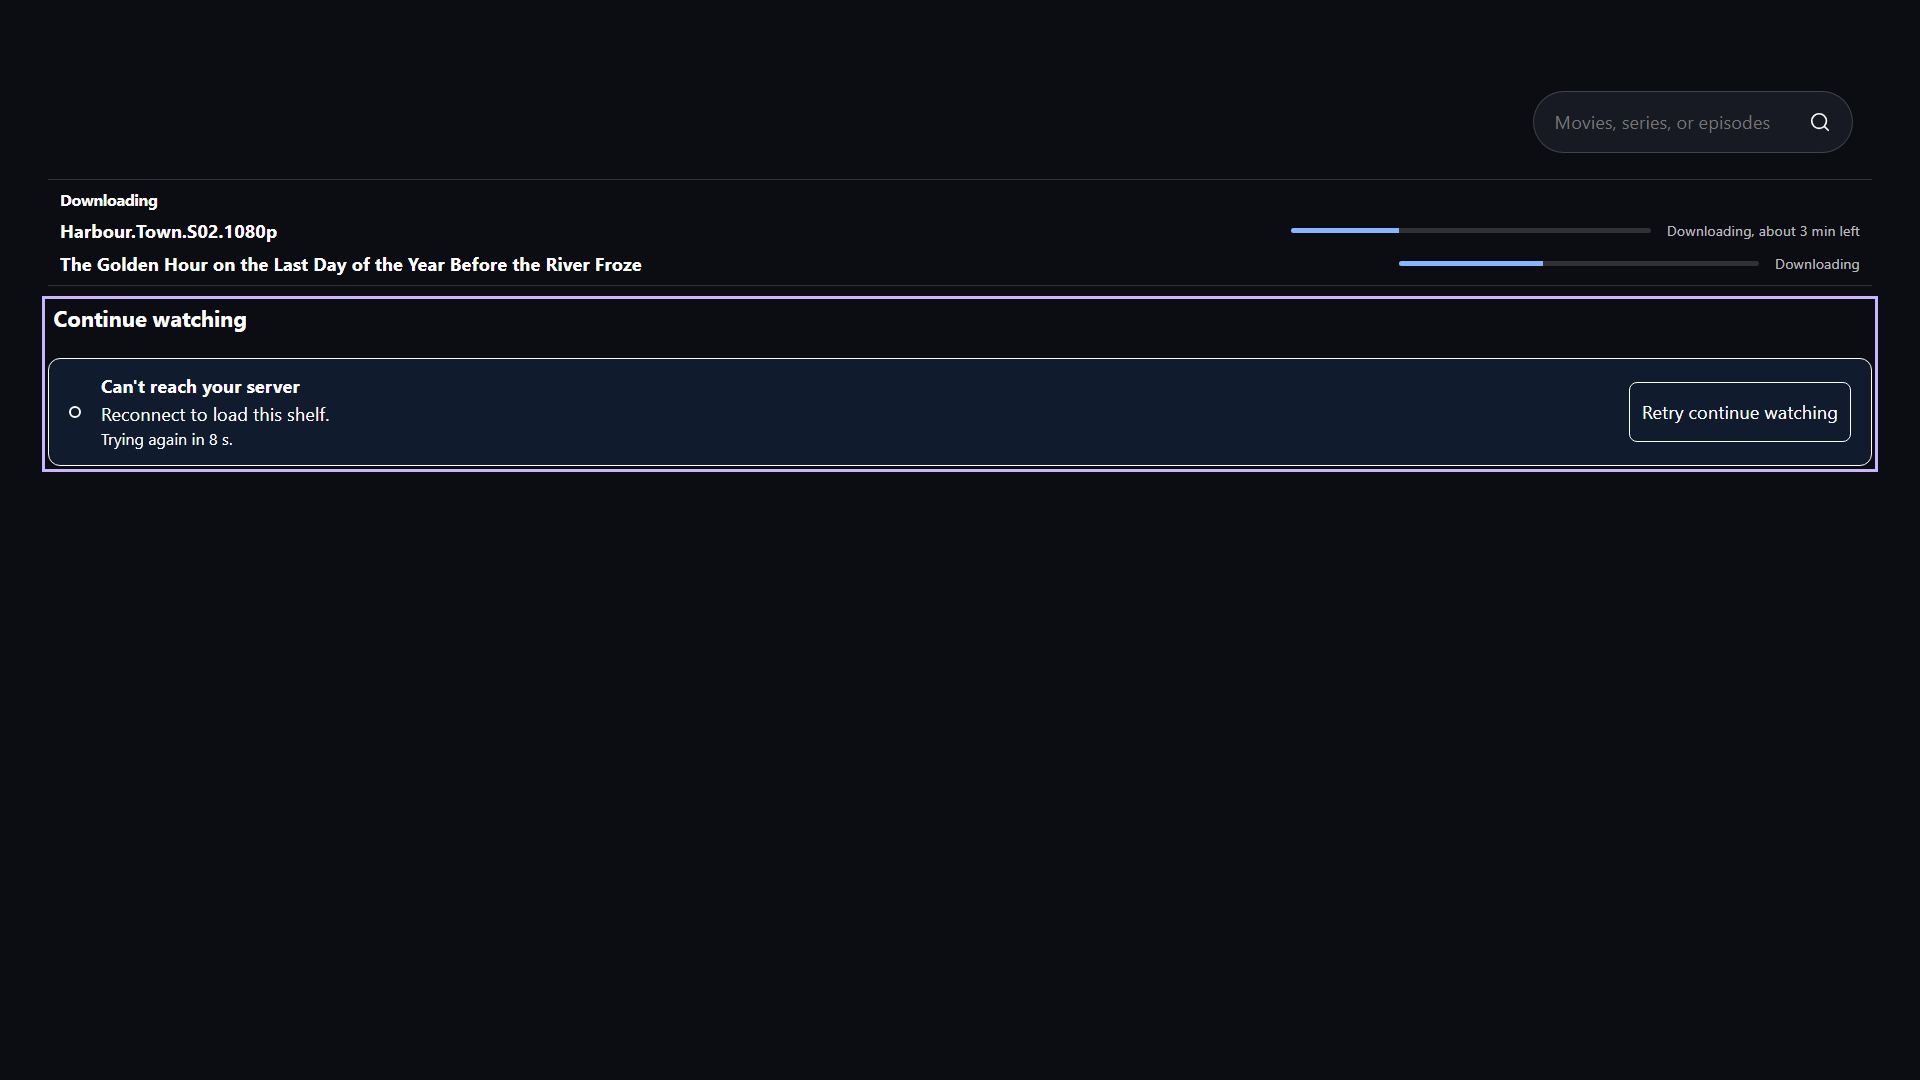 Movies, series, or episodes
Downloading
Harbour.Town.S02.1080p
Downloading, about 3 min left
The Golden Hour on the Last Day of the Year Before the River Froze
Downloading
Continue watching
Can't reach your server
Reconnect to load this shelf.
Trying again in 8 s.
Retry continue watching